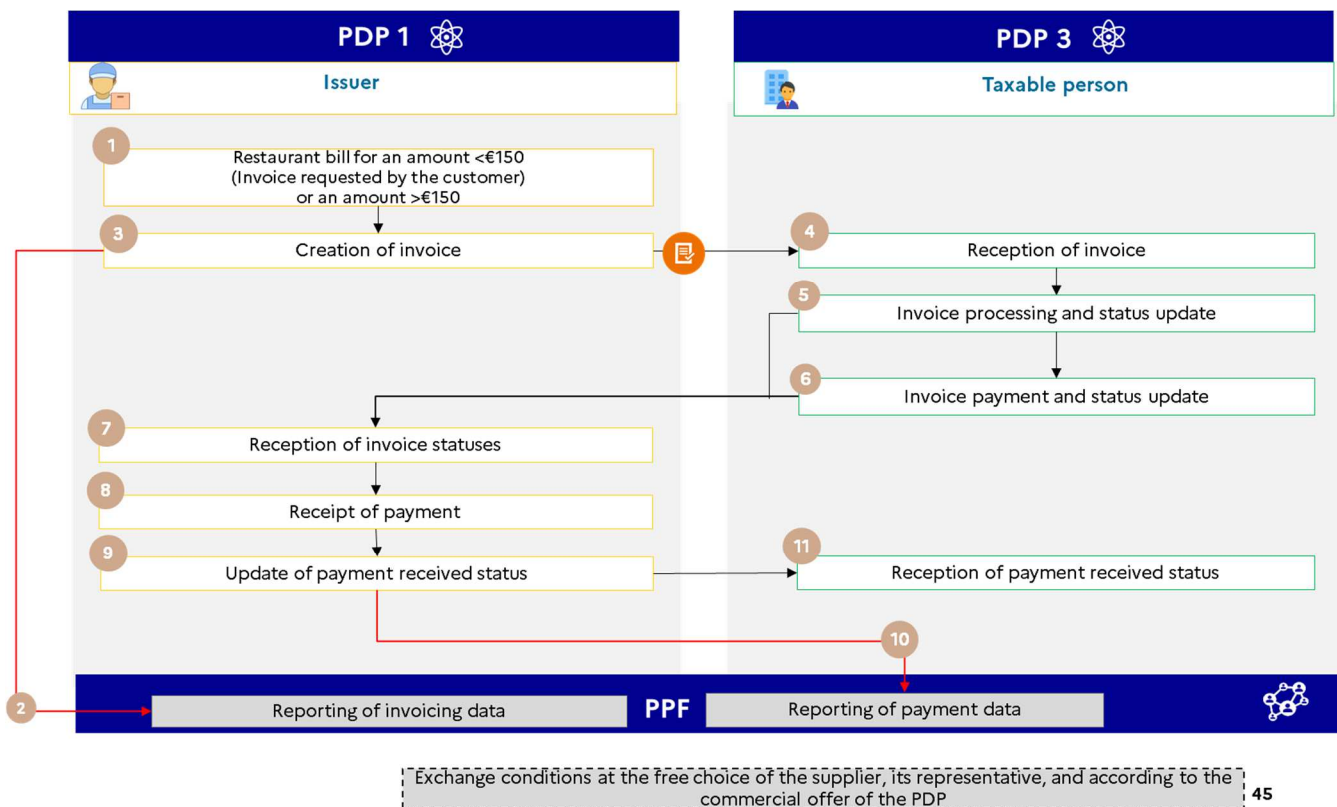 PDP 1
PDP 3
Issuer
Taxable person
1
Restaurant bill for an amount <€150
(Invoice requested by the customer)
or an amount >€150
3
Creation of invoice
4
Reception of invoice
5
Invoice processing and status update
6
Invoice payment and status update
7
Reception of invoice statuses
8
Receipt of payment
9
Update of payment received status
11
Reception of payment received status
10
2
Reporting of invoicing data
PPF
Reporting of payment data
Exchange conditions at the free choice of the supplier, its representative, and according to the
commercial offer of the PDP
45